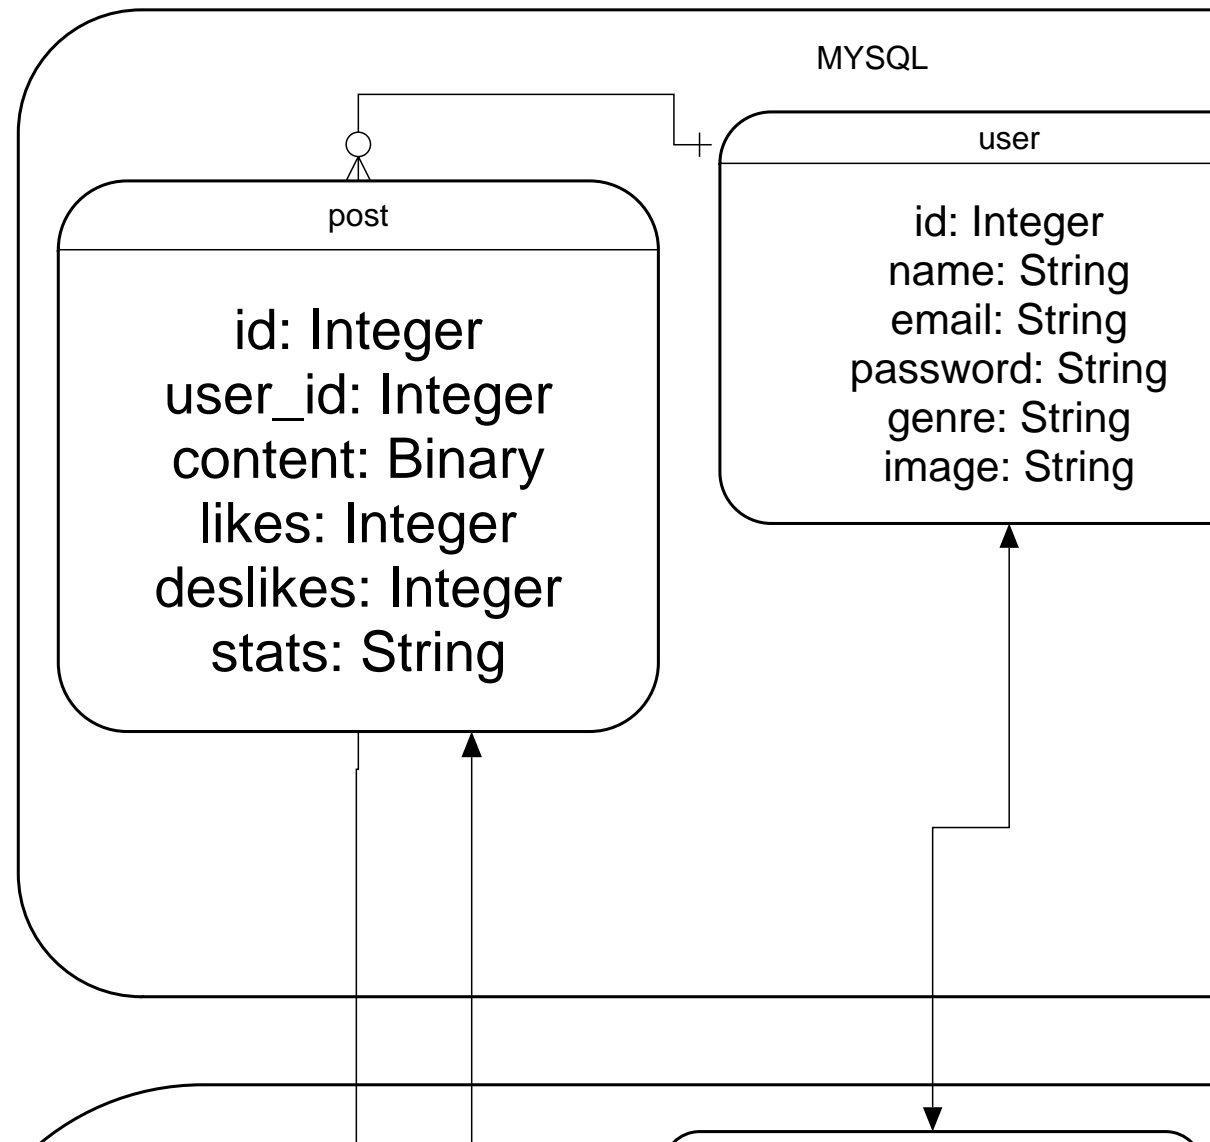 MYSQL
user
id: Integer
name: String
email: String
password: String
genre: String
image: String
post
id: Integer
user_id: Integer
content: Binary
likes: Integer
deslikes: Integer
stats: String